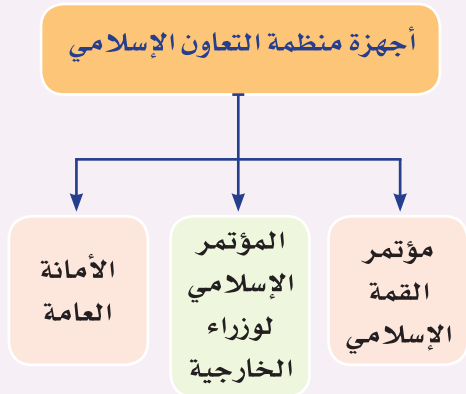 أجهزة منظمة التعاون الإسلامي
مؤتمر
القمة
الإسلامي
المؤتمر
الإسلامي
لوزراء
الخارجية
الأمانة
العامة